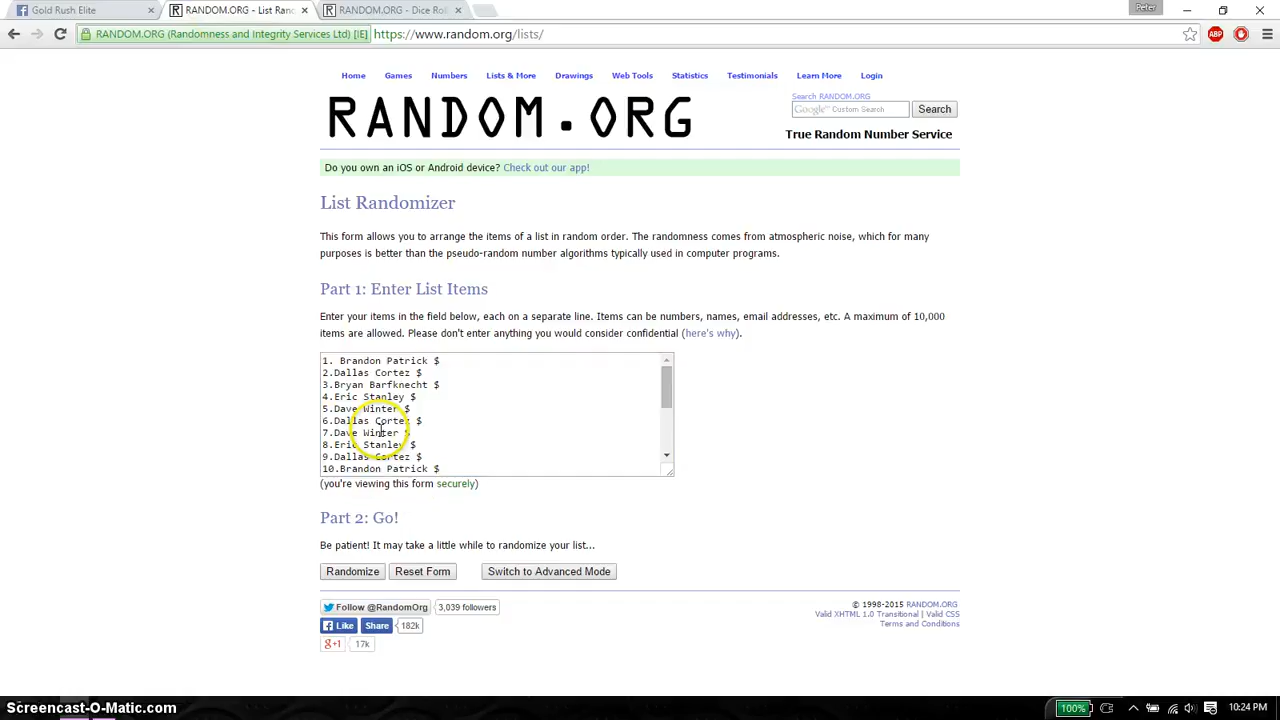 Gold Rush Elite
RANDOM.ORG - List Ran
RANDOM.ORG - Dice Rol
Peter
RANDOM.ORG (Randomness and Integrity Services Ltd) [IE]
https://www.random.org/lists/
ABP
Home Games Numbers Lists & More Drawings Web Tools Statistics Testimonials Learn More Login
Search RANDOM.ORG
RANDOM.ORG
Google™ Custom Search
Search
True Random Number Service
Do you own an iOS or Android device? Check out our app!
List Randomizer
This form allows you to arrange the items of a list in random order. The randomness comes from atmospheric noise, which for many
purposes is better than the pseudo-random number algorithms typically used in computer programs.
Part 1: Enter List Items
Enter your items in the field below, each on a separate line. Items can be numbers, names, email addresses, etc. A maximum of 10,000
items are allowed. Please don't enter anything you would consider confidential (here's why).
1. Brandon Patrick $
2.Dallas Cortez $
3.Bryan Barfknecht $
4.Eric Stanley $
5.Dave Winter $
6.Dallas Cortez $
7.Dave Winter $
8.Eric Stanley $
9.Dallas Cortez $
10.Brandon Patrick $
(you're viewing this form securely)
Part 2: Go!
Be patient! It may take a little while to randomize your list...
Randomize Reset Form Switch to Advanced Mode
Follow @RandomOrg 3,039 followers
Like Share 182k
g+1 17k
© 1998-2015 RANDOM.ORG
Valid XHTML 1.0 Transitional | Valid CSS
Terms and Conditions
Screencast-O-Matic.com
100%
10:24 PM